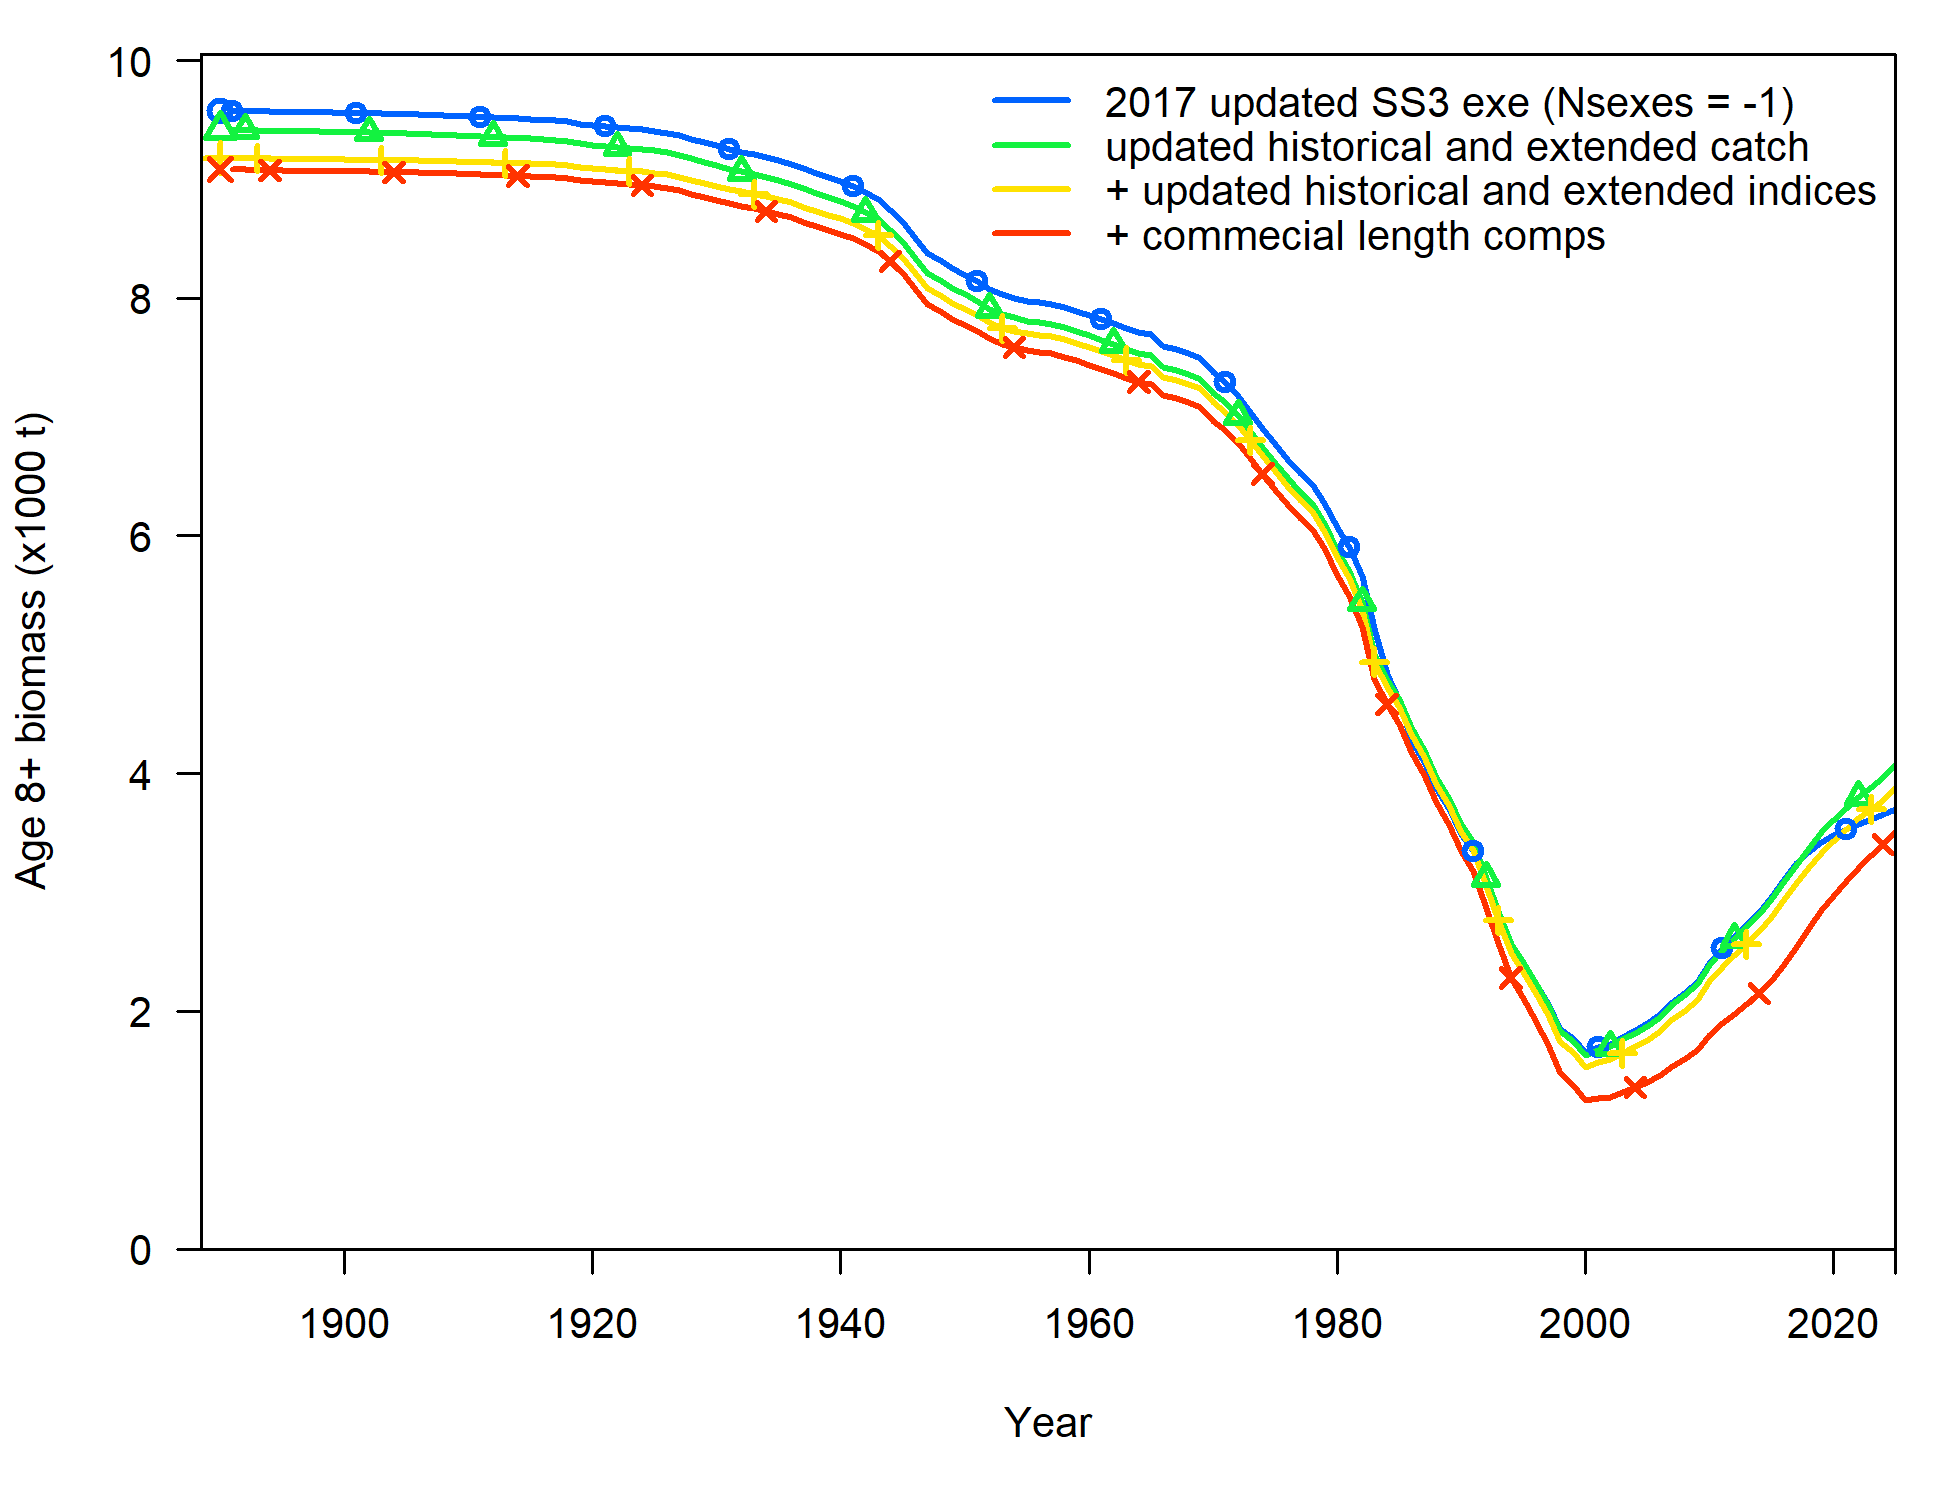 10
8
6
4
2
0
Age 8+ biomass (x1000 t)
2017 updated SS3 exe (Nsexes = -1)
updated historical and extended catch
+ updated historical and extended indices
+ commecial length comps
1900 1920 1940 1960 1980 2000 2020
Year